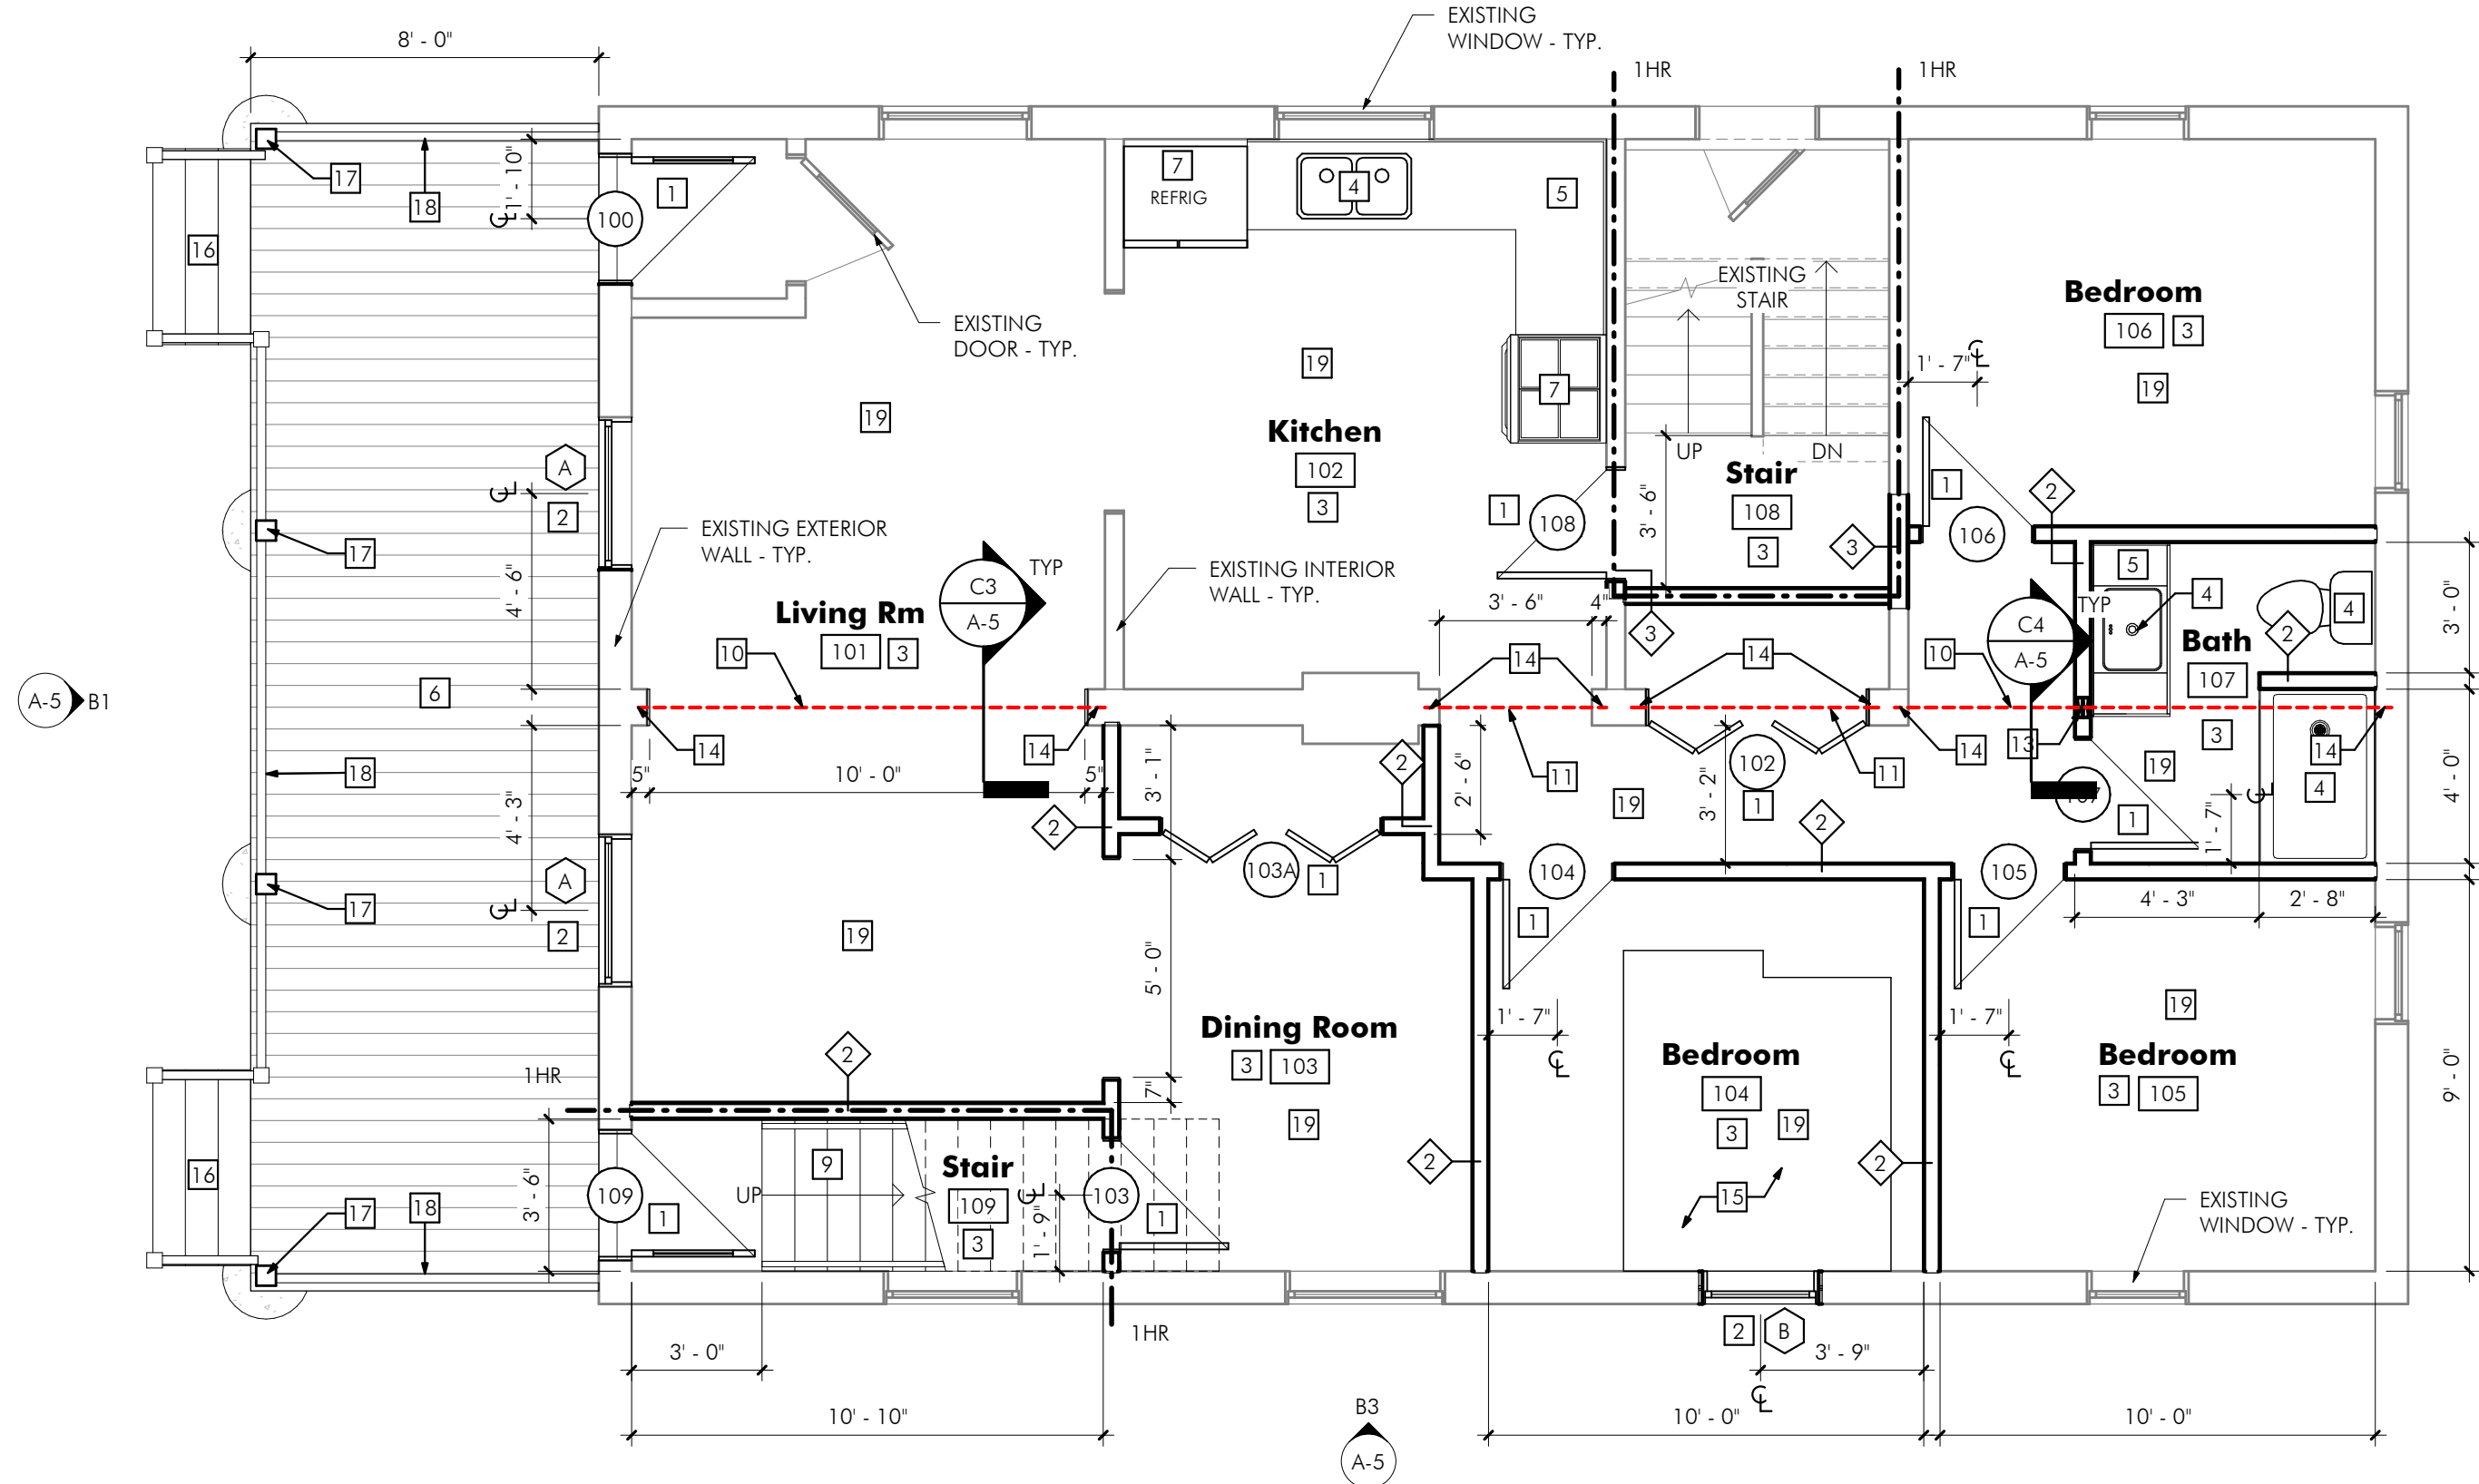 EXISTING
WINDOW - TYP.
8' - 0"
1HR
1HR
1' - 10"
17
18
16
℄
100
1
7
REFRIG
4
5
EXISTING
DOOR - TYP.
EXISTING
STAIR
UP
DN
Bedroom
106
3
19
1' - 7"
℄
19
19
7
Kitchen
102
3
1
108
Stair
108
3
3' - 6"
3
1
106
2
A
2
℄
17
4' - 6"
EXISTING EXTERIOR
WALL - TYP.
C3
A-5
TYP
EXISTING INTERIOR
WALL - TYP.
Living Rm
101
3
10
3' - 6"
4"
3
14
14
10
C4
A-5
TYP
5
4
4
2
Bath
107
3
3' - 0"
A-5
B1
6
14
14
14
13
14
18
5"
10' - 0"
5"
3' - 1"
2
2
2' - 6"
11
19
3' - 2"
102
1
11
2
19
1
1' - 7"
℄
4
4' - 0"
4' - 3"
A
2
℄
17
19
103A
1
104
1
105
1
4' - 3"
2' - 8"
5' - 0"
2
7"
Dining Room
3
103
19
1' - 7"
℄
Bedroom
104
3
19
15
1' - 7"
℄
19
Bedroom
3
105
9' - 0"
2
2
1HR
3' - 6"
16
17
18
109
1
UP
9
Stair
109
3
℄
1' - 9"
103
1
EXISTING
WINDOW - TYP.
1HR
2
B
3' - 9"
℄
3' - 0"
10' - 10"
B3
A-5
10' - 0"
10' - 0"